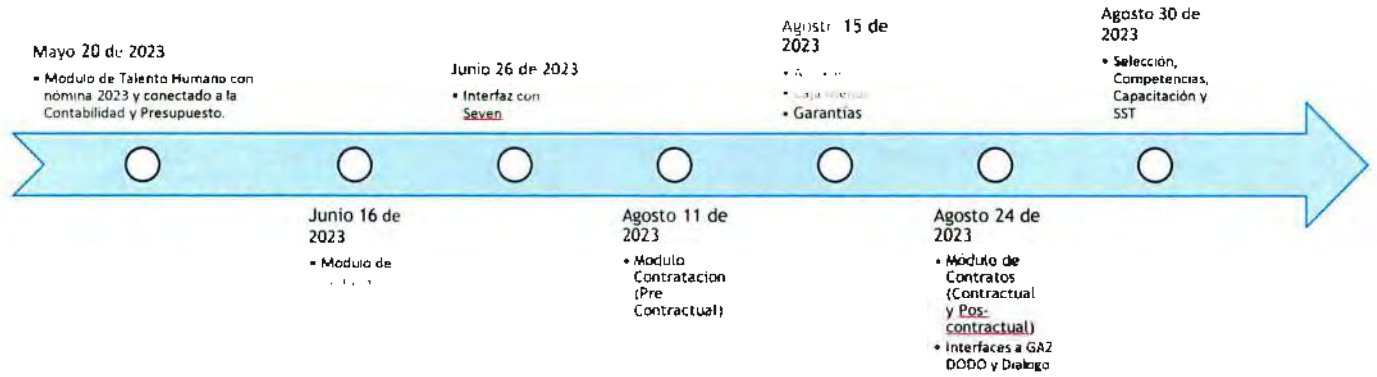 Mayo 20 de 2023
▪ Modulo de Talento Humano con
nómina 2023 y conectado a la
Contabilidad y Presupuesto.
Junio 16 de
2023
▪ Modulo de
Junio 26 de 2023
▪ Interfaz con
Seven
Agosto 11 de
2023
▪ Modulo
Contratacion
(Pre
Contractual)
Agosto 15 de
2023
▪ Garantías
Agosto 24 de
2023
▪ Módulo de
Contratos
(Contractual
y Pos-
contractual)
▪ Interfaces a GA2
DODO y Dialogo
Agosto 30 de
2023
▪ Selección,
Competencias,
Capacitación y
SST